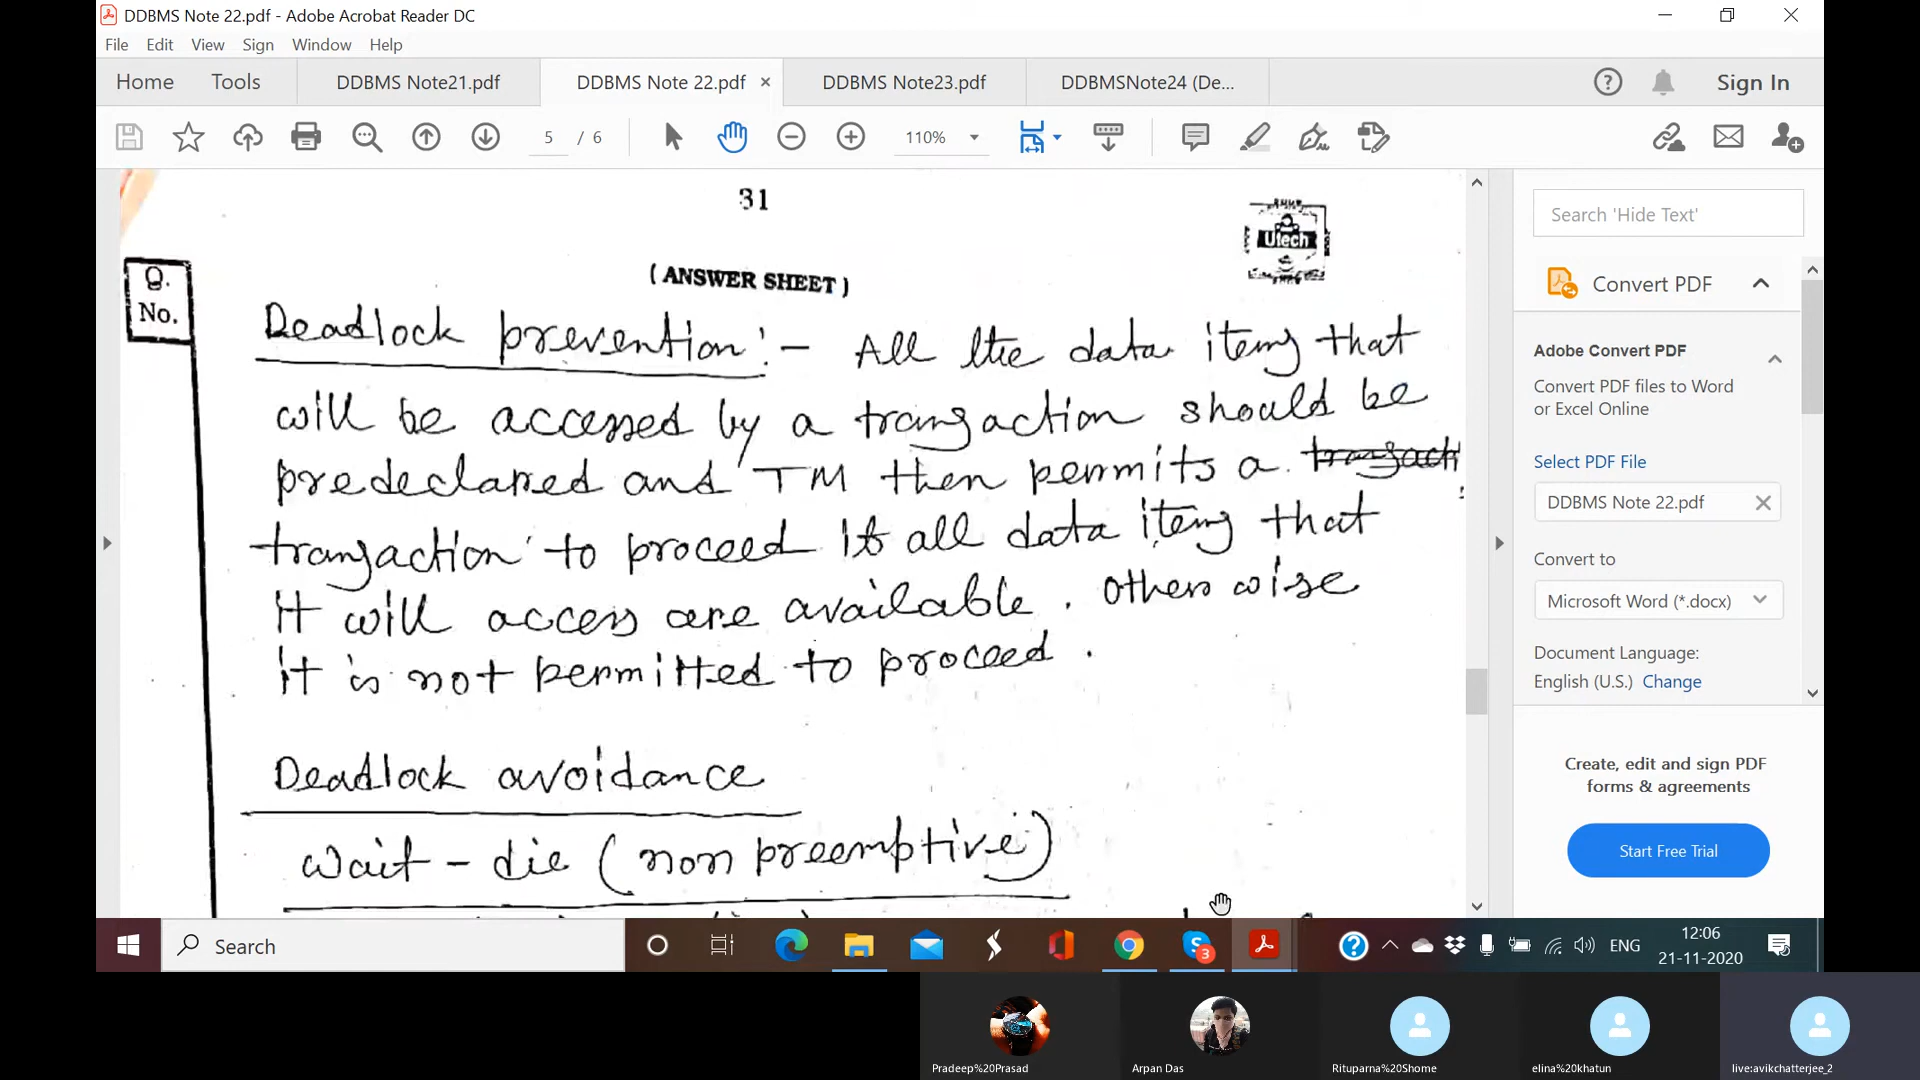 DDBMS Note 22.pdf - Adobe Acrobat Reader DC
File Edit View Sign Window Help
Home Tools DDBMS Note21.pdf DDBMS Note 22.pdf × DDBMS Note23.pdf DDBMSNote24 (De... Sign In
5 / 6 110%
31
Utech
( ANSWER SHEET )
Q.
No.
Deadlock prevention :- All the data items that
will be accessed by a transaction should be
predeclared and TM then permits a
transaction to proceed if all data items that
it will access are available. Otherwise
it is not permitted to proceed.
Deadlock avoidance
wait - die (non preemptive)
Search 'Hide Text'
Convert PDF
Adobe Convert PDF
Convert PDF files to Word
or Excel Online
Select PDF File
DDBMS Note 22.pdf
Convert to
Microsoft Word (*.docx)
Document Language:
English (U.S.) Change
Create, edit and sign PDF
forms & agreements
Start Free Trial
Search
3
ENG
12:06
21-11-2020
Pradeep%20Prasad Arpan Das Rituparna%20Shome elina%20khatun live:avikchatterjee_2